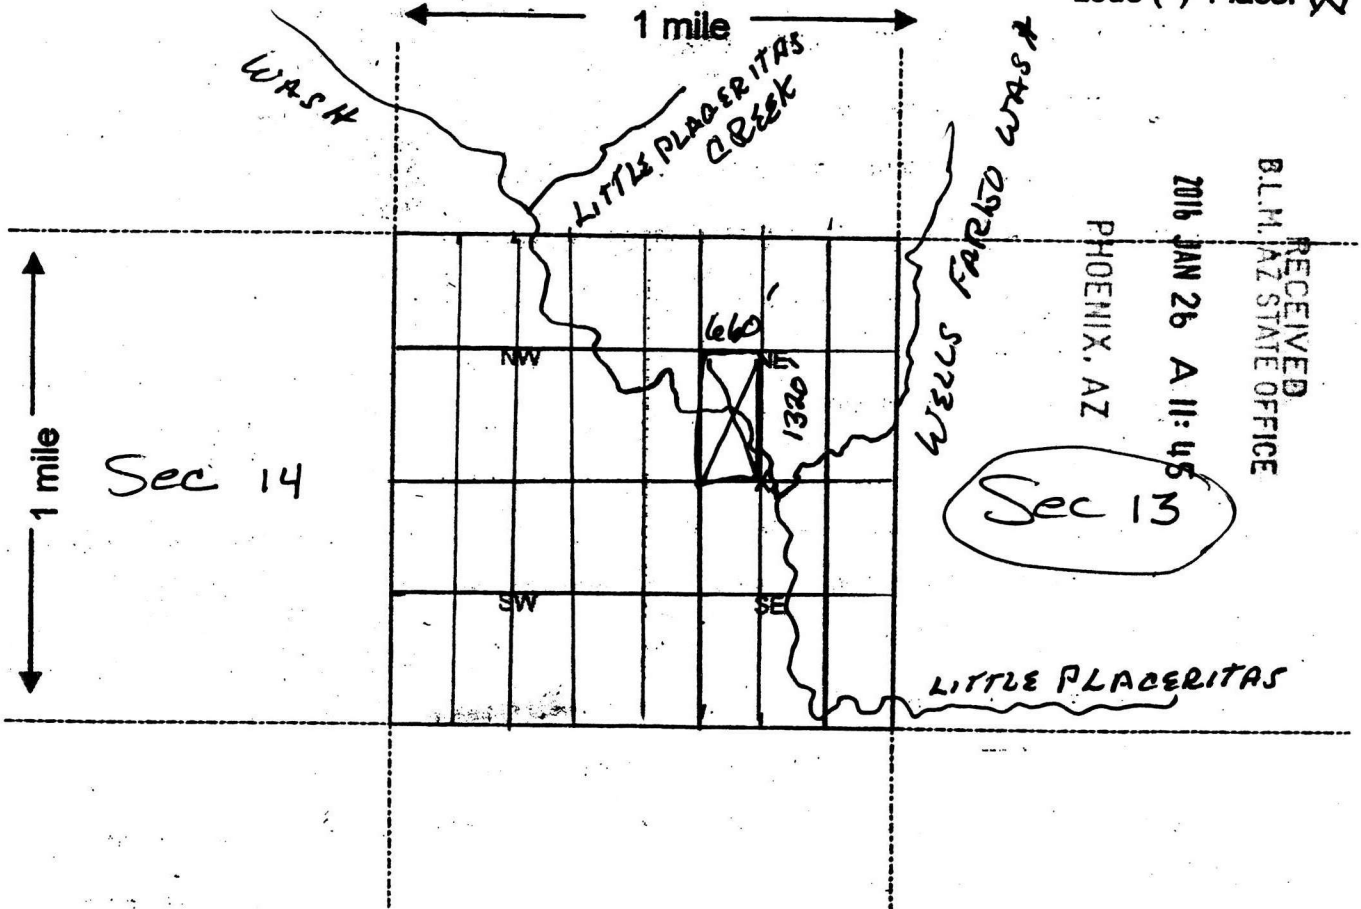 1 mile
WASH
LITTLE PLACERITAS
CREEK
WELLS FARGO WASH
RECEIVED
B.L.M. AZ STATE OFFICE
2016 JAN 26 A 11: 45
PHOENIX, AZ
660'
NW
NE
1320'
1 mile
Sec 14
Sec 13
SW
SE
LITTLE PLACERITAS